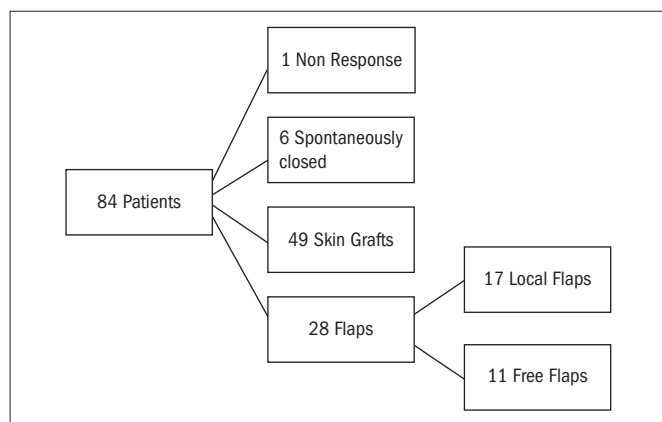 1 Non Response
6 Spontaneously
closed
84 Patients
49 Skin Grafts
17 Local Flaps
28 Flaps
11 Free Flaps